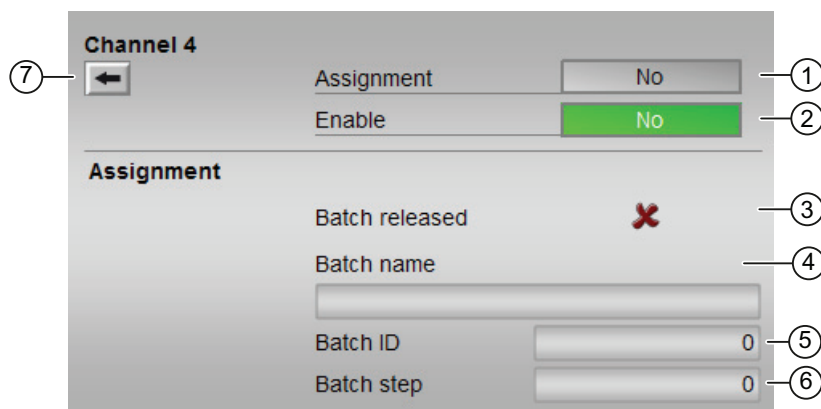 Channel 4
7
Assignment No 1
Enable No 2
Assignment
Batch released 3
Batch name 4
Batch ID 0 5
Batch step 0 6